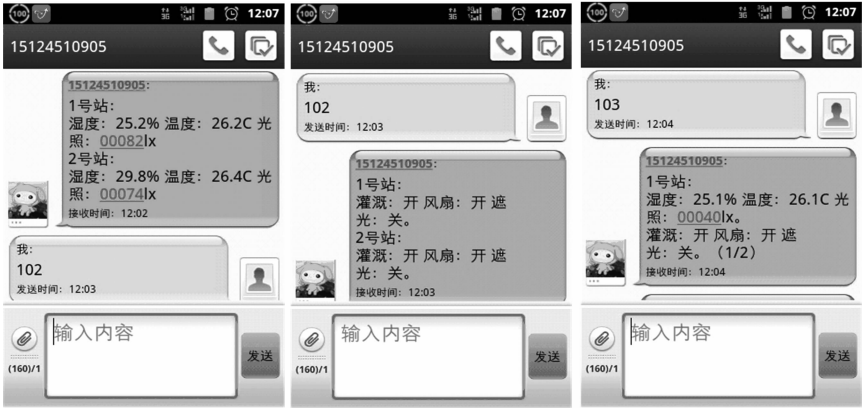 100
3G
3G
12:07
15124510905
15124510905:
1号站:
湿度: 25.2% 温度: 26.2C 光
照: 00082lx
2号站:
湿度: 29.8% 温度: 26.4C 光
照: 00074lx
接收时间: 12:02
我:
102
发送时间: 12:03
输入内容
(160)/1
发送
100
3G
3G
12:07
15124510905
我:
102
发送时间: 12:03
15124510905:
1号站:
灌溉: 开 风扇: 开 遮
光: 关。
2号站:
灌溉: 开 风扇: 开 遮
光: 关。
接收时间: 12:03
输入内容
(160)/1
发送
100
3G
3G
12:07
15124510905
我:
103
发送时间: 12:04
15124510905:
1号站:
湿度: 25.1% 温度: 26.1C 光
照: 00040lx。
灌溉: 开 风扇: 开 遮
光: 关。（1/2）
接收时间: 12:04
输入内容
(160)/1
发送